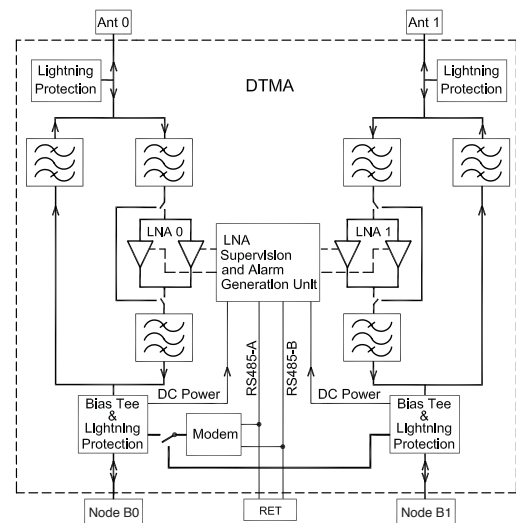 Ant 0
Ant 1
Lightning
Protection
DTMA
Lightning
Protection
LNA 0
LNA
Supervision
and Alarm
Generation Unit
LNA 1
RS485-A
RS485-B
DC Power
DC Power
Bias Tee
&
Lightning
Protection
Modem
Bias Tee
&
Lightning
Protection
Node B0
RET
Node B1